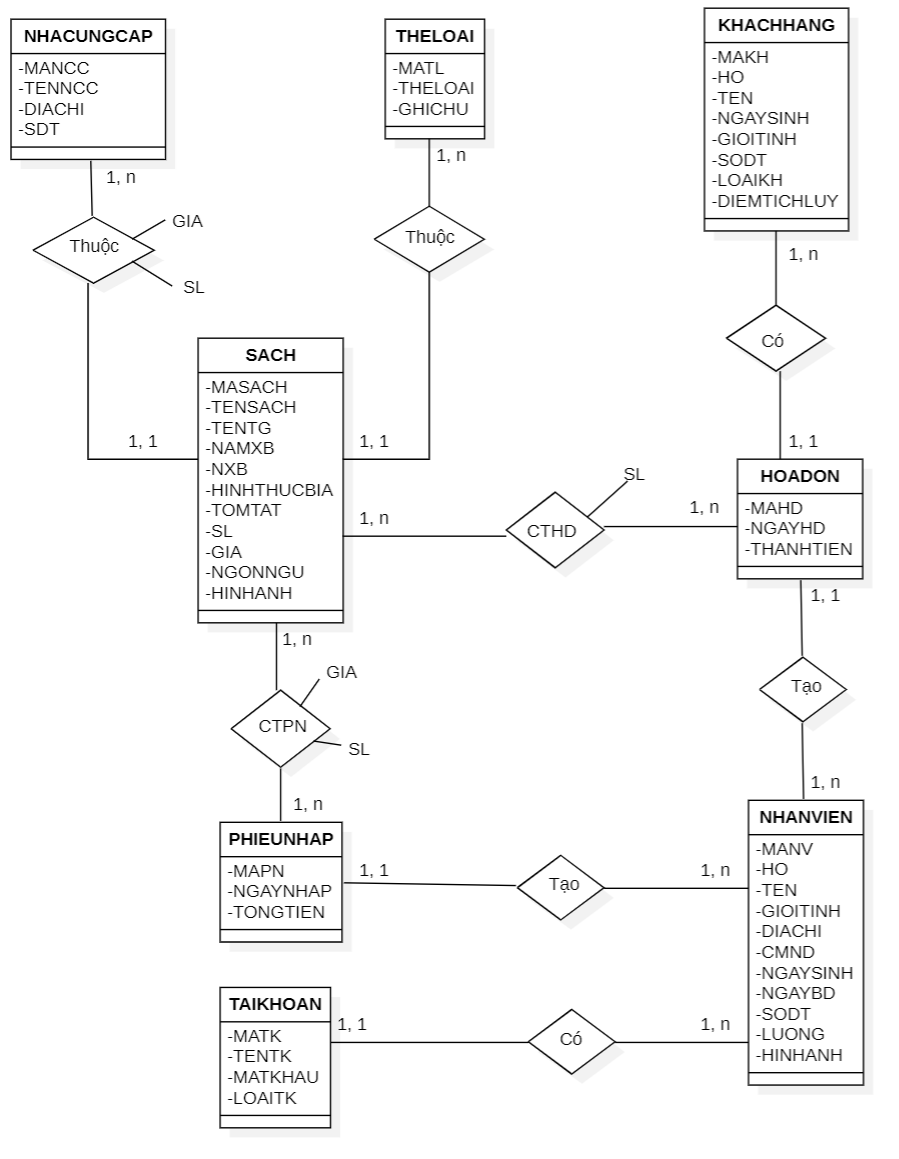 NHACUNGCAP
-MANCC
-TENNCC
-DIACHI
-SDT
1, n
Thuộc
GIA
SL
1, 1
THELOAI
-MATL
-THELOAI
-GHICHU
1, n
Thuộc
1, 1
KHACHHANG
-MAKH
-HO
-TEN
-NGAYSINH
-GIOITINH
-SODT
-LOAIKH
-DIEMTICHLUY
1, n
Có
1, 1
SACH
-MASACH
-TENSACH
-TENTG
-NAMXB
-NXB
-HINHTHUCBIA
-TOMTAT
-SL
-GIA
-NGONNGU
-HINHANH
1, n
CTHD
SL
1, n
HOADON
-MAHD
-NGAYHD
-THANHTIEN
1, 1
Tạo
1, n
1, n
CTPN
GIA
SL
1, n
PHIEUNHAP
-MAPN
-NGAYNHAP
-TONGTIEN
1, 1
Tạo
1, n
NHANVIEN
-MANV
-HO
-TEN
-GIOITINH
-DIACHI
-CMND
-NGAYSINH
-NGAYBD
-SODT
-LUONG
-HINHANH
TAIKHOAN
-MATK
-TENTK
-MATKHAU
-LOAITK
1, 1
Có
1, n